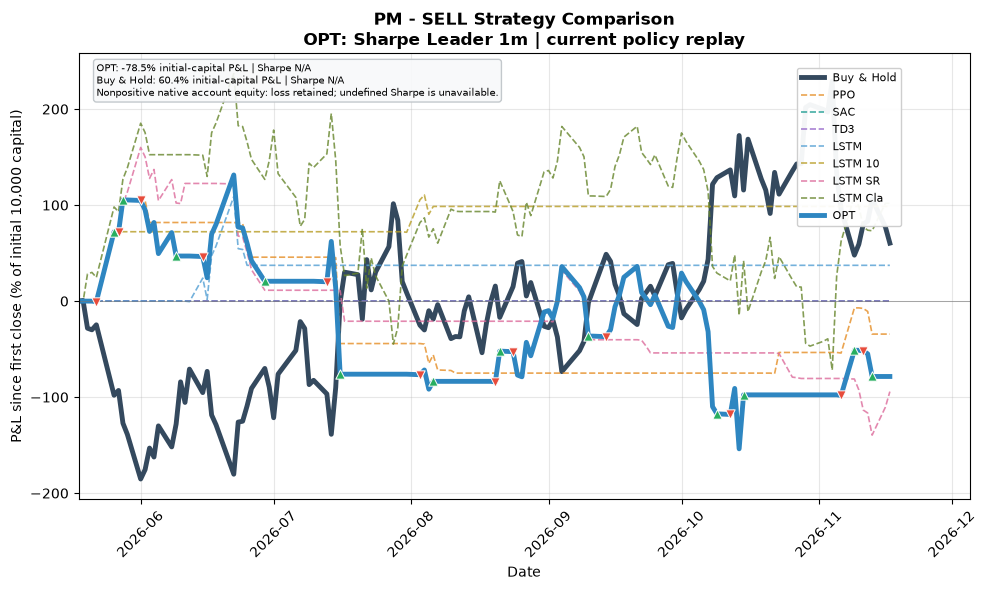 PM - SELL Strategy Comparison
OPT: Sharpe Leader 1m | current policy replay
OPT: -78.5% initial-capital P&L | Sharpe N/A
Buy & Hold: 60.4% initial-capital P&L | Sharpe N/A
Nonpositive native account equity: loss retained; undefined Sharpe is unavailable.
Buy & Hold
PPO
SAC
TD3
LSTM
LSTM 10
LSTM SR
LSTM Cla
OPT
P&L since first close (% of initial 10,000 capital)
200
100
0
−100
−200
2026-06
2026-07
2026-08
2026-09
2026-10
2026-11
2026-12
Date